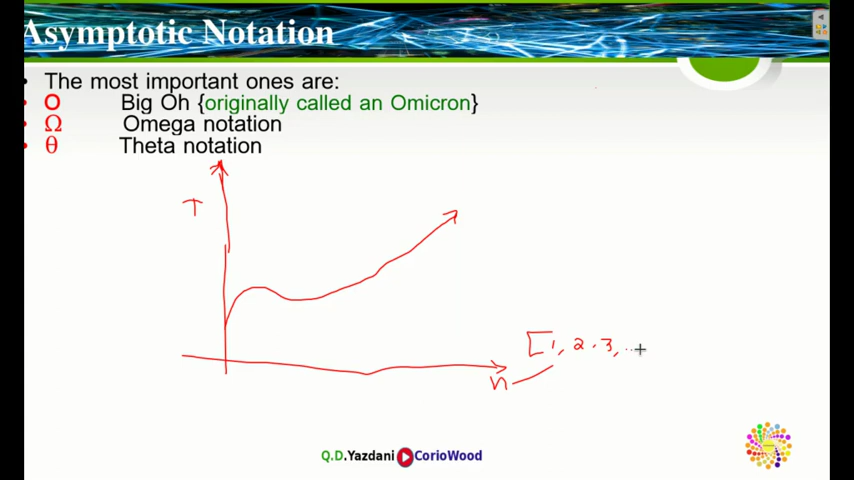 Asymptotic Notation
• The most important ones are:
• O Big Oh {originally called an Omicron}
• Ω Omega notation
• θ Theta notation
T
[1, 2. 3, ...
n
Q.D.Yazdani CorioWood